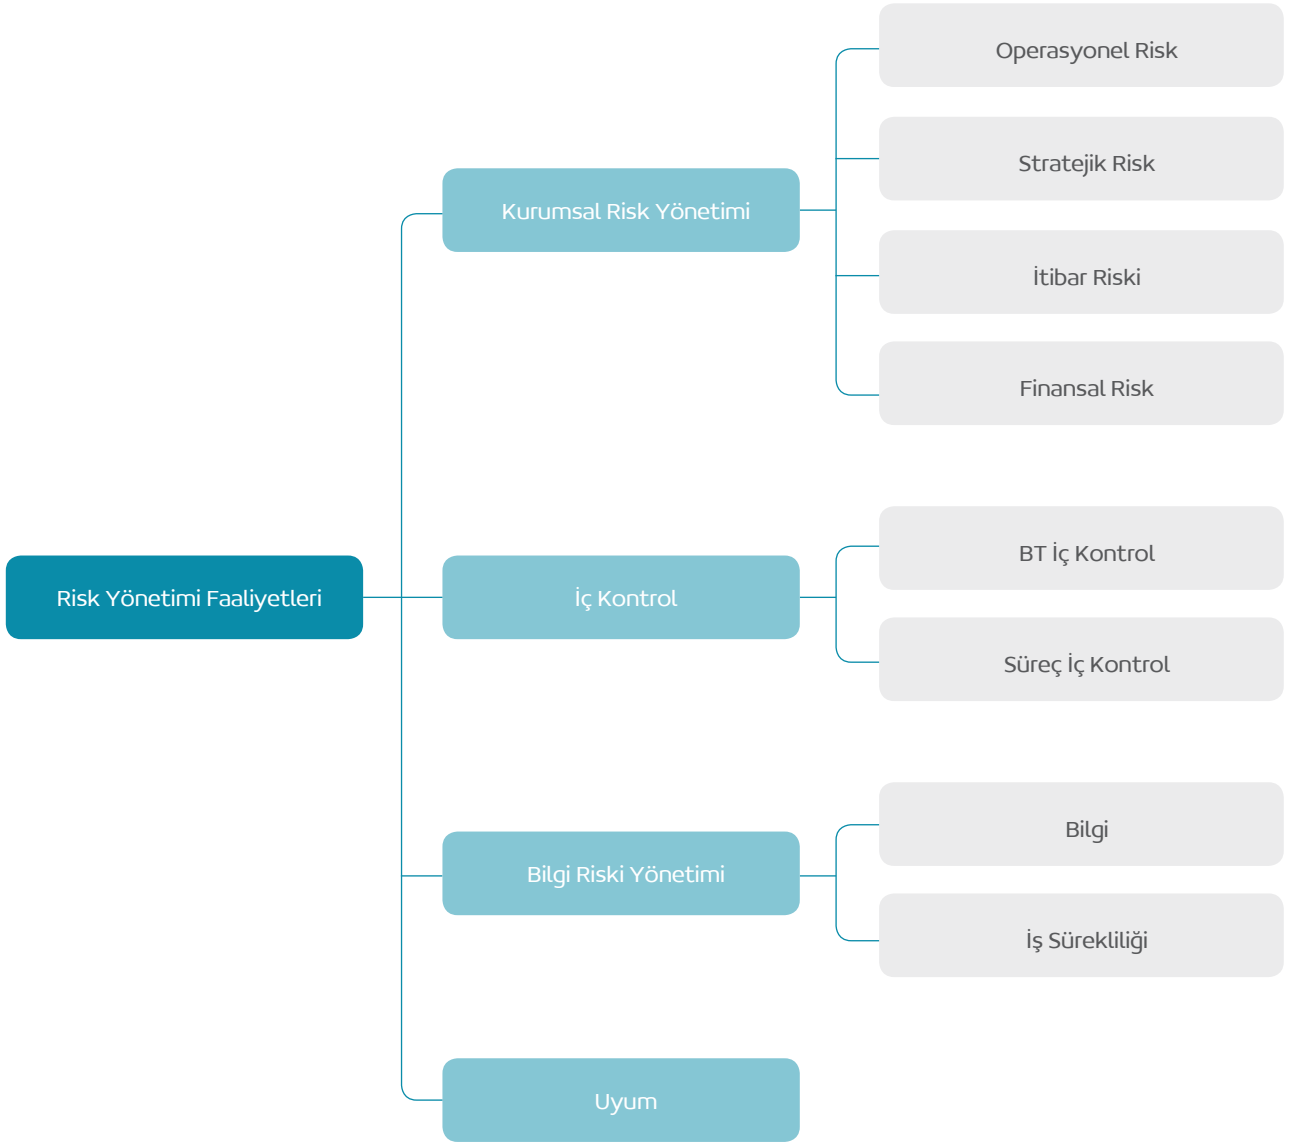 Risk Yönetimi Faaliyetleri
Kurumsal Risk Yönetimi
Operasyonel Risk
Stratejik Risk
İtibar Riski
Finansal Risk
İç Kontrol
BT İç Kontrol
Süreç İç Kontrol
Bilgi Riski Yönetimi
Bilgi
İş Sürekliliği
Uyum